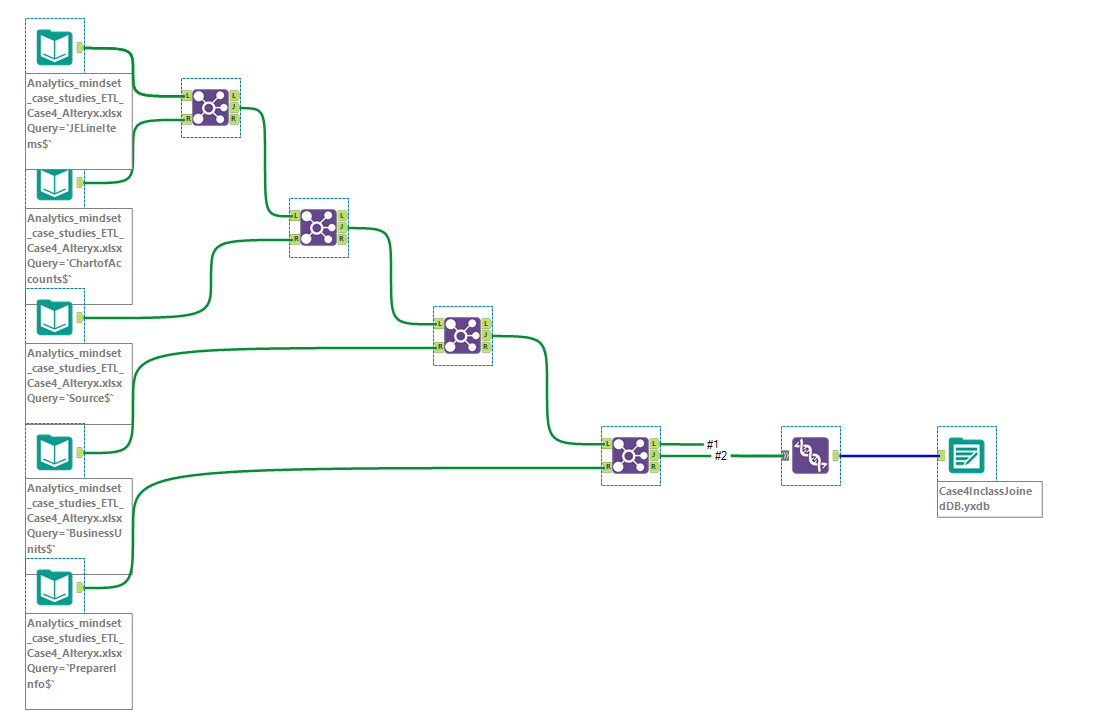 Analytics_mindset
_case_studies_ETL_
Case4_Alteryx.xlsx
Query=`JELineIte
ms$`
L
R
L
J
R
Analytics_mindset
_case_studies_ETL_
Case4_Alteryx.xlsx
Query=`ChartofAc
counts$`
L
R
L
J
R
Analytics_mindset
_case_studies_ETL_
Case4_Alteryx.xlsx
Query=`Source$`
L
R
L
J
R
Analytics_mindset
_case_studies_ETL_
Case4_Alteryx.xlsx
Query=`BusinessU
nits$`
L
R
L
J
R
#1
#2
Case4InclassJoine
dDB.yxdb
Analytics_mindset
_case_studies_ETL_
Case4_Alteryx.xlsx
Query=`PreparerI
nfo$`